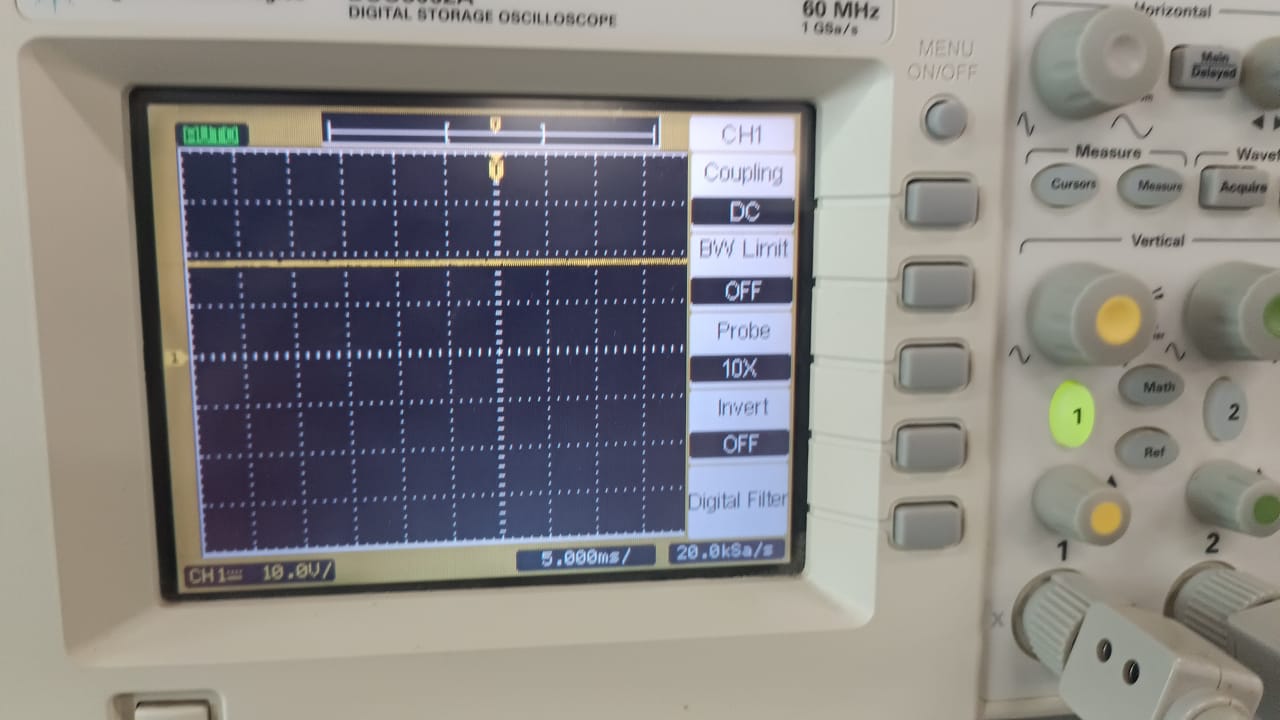 DIGITAL STORAGE OSCILLOSCOPE
60 MHz
1 GSa/s
MENU
ON/OFF
Horizontal
Main
Delayed
AUTO
T
T
CH1
Coupling
DC
BW Limit
OFF
Probe
10X
Invert
OFF
Digital Filter
1
CH1 10.0V/
5.000ms/
20.0kSa/s
Measure
Cursors
Measure
Acquire
Vertical
Math
1
2
Ref
1
2
X